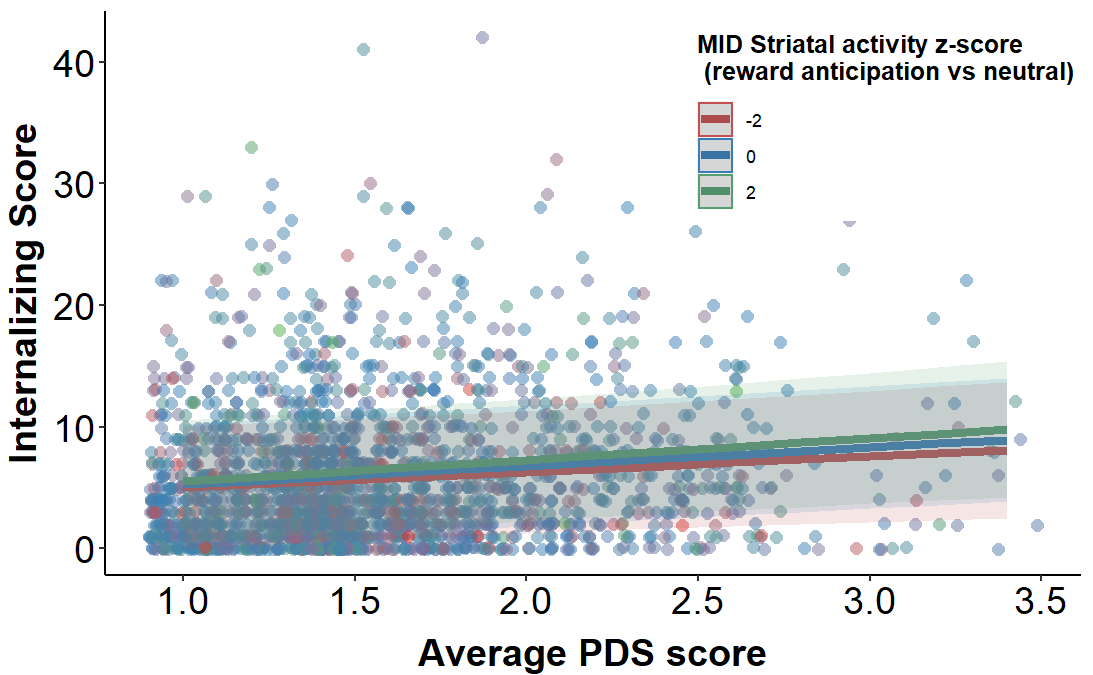 MID Striatal activity z-score
(reward anticipation vs neutral)
-2
0
2
Internalizing Score
40
30
20
10
0
1.0 1.5 2.0 2.5 3.0 3.5
Average PDS score